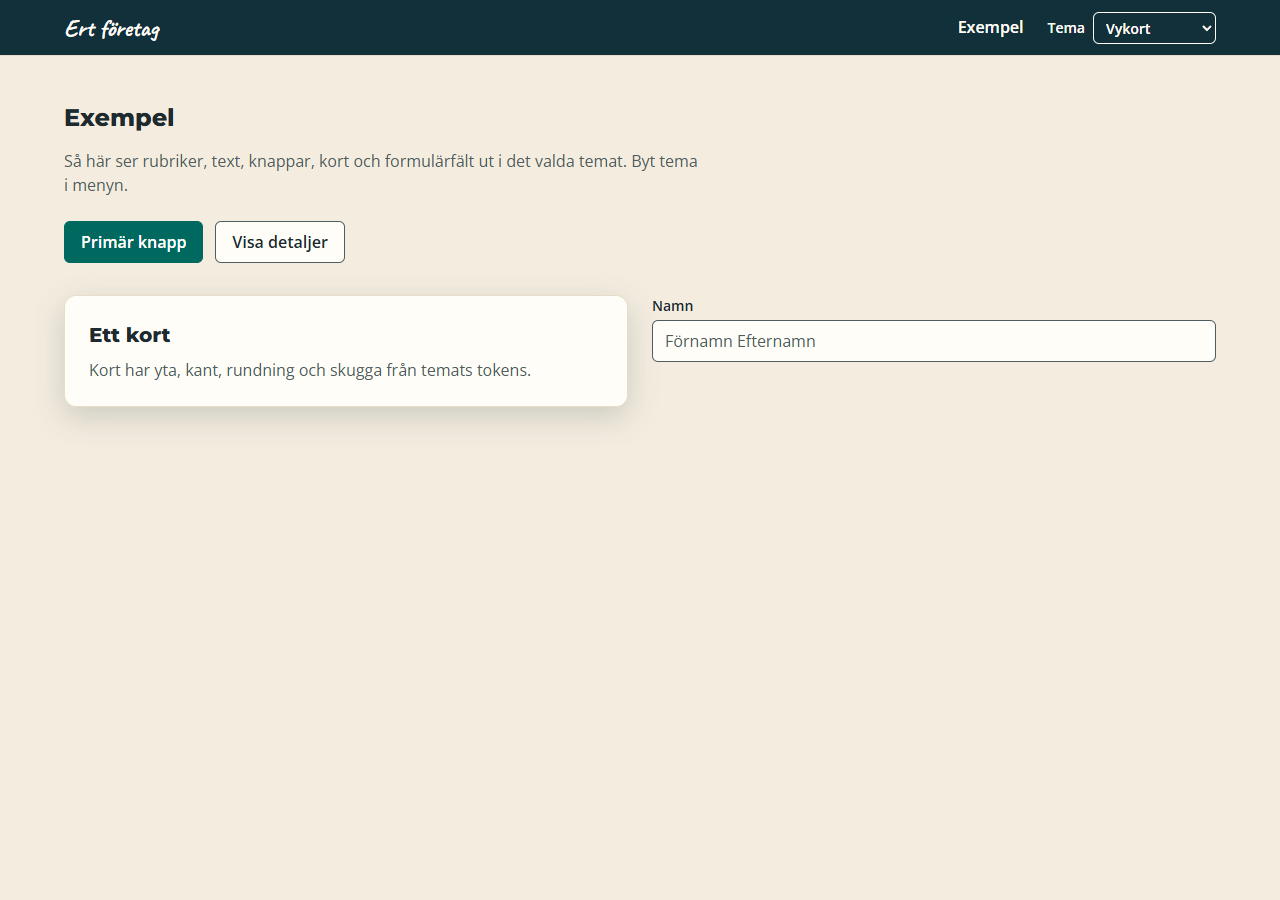 Ert företag
Exempel
Tema
Vykort
Exempel
Så här ser rubriker, text, knappar, kort och formulärfält ut i det valda temat. Byt tema
i menyn.
Primär knapp
Visa detaljer
Ett kort
Kort har yta, kant, rundning och skugga från temats tokens.
Namn
Förnamn Efternamn